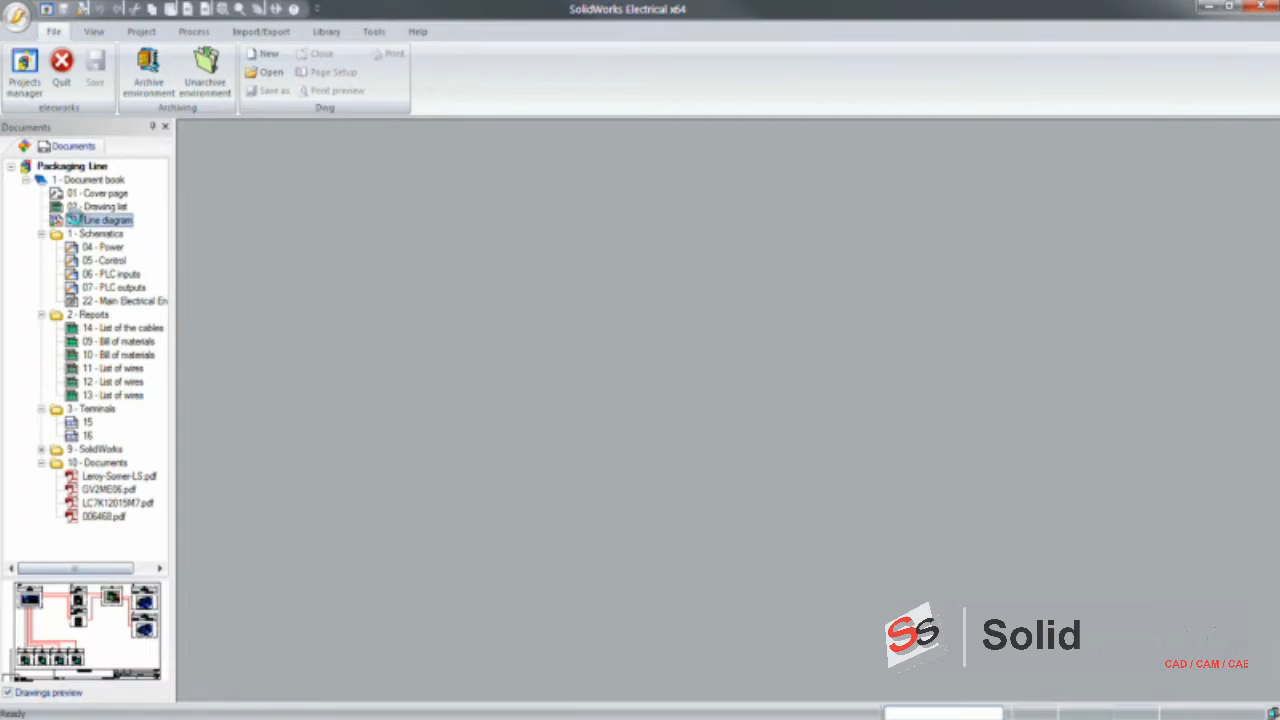 SolidWorks Electrical x64
File View Project Process Import/Export Library Tools Help
Projects manager
Quit
Save
Archive environment
Unarchive environment
New
Open
Save as
Close
Page Setup
Print preview
Print
elecworks
Archiving
Dwg
Documents
Documents
Packaging Line
1 - Document book
01 - Cover page
02 - Drawing list
Line diagram
1 - Schematics
04 - Power
05 - Control
06 - PLC inputs
07 - PLC outputs
22 - Main Electrical En
2 - Reports
14 - List of the cables
09 - Bill of materials
10 - Bill of materials
11 - List of wires
12 - List of wires
13 - List of wires
3 - Terminals
15
16
9 - SolidWorks
10 - Documents
Leroy-Somer-LS.pdf
GV2ME06.pdf
LC7K12015M7.pdf
006468.pdf
Drawings preview
Ready
SS
Solid
CAD / CAM / CAE